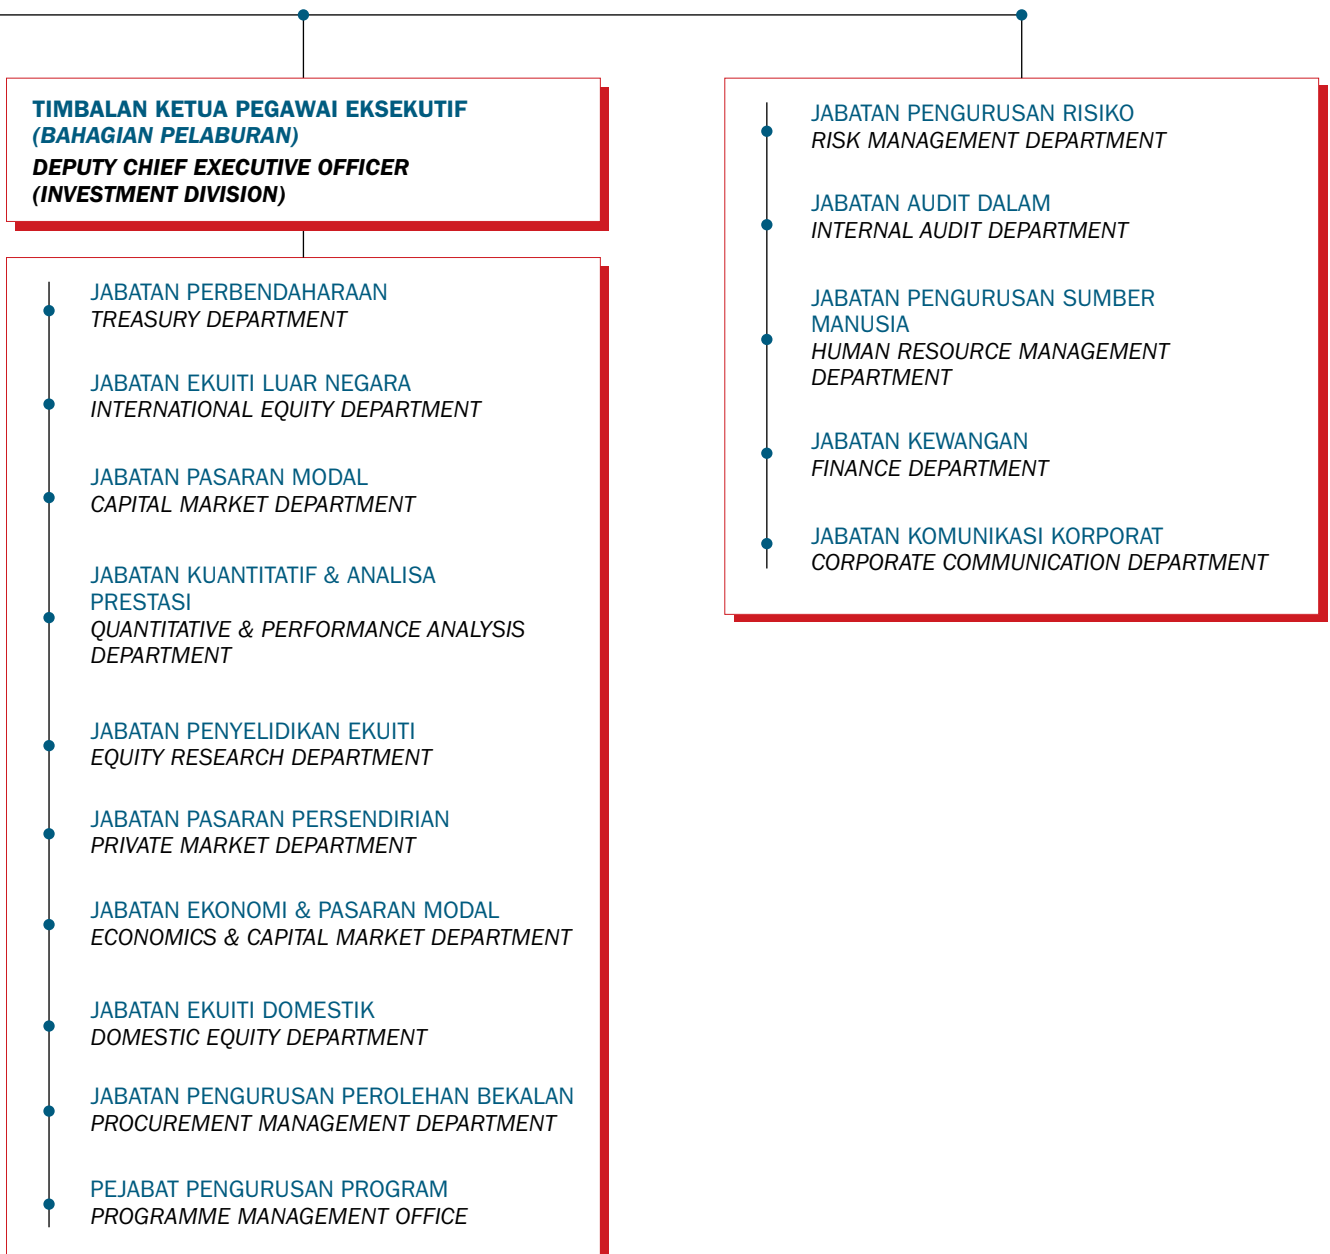 TIMBALAN KETUA PEGAWAI EKSEKUTIF
(BAHAGIAN PELABURAN)
DEPUTY CHIEF EXECUTIVE OFFICER
(INVESTMENT DIVISION)
JABATAN PERBENDAHARAAN
TREASURY DEPARTMENT
JABATAN EKUITI LUAR NEGARA
INTERNATIONAL EQUITY DEPARTMENT
JABATAN PASARAN MODAL
CAPITAL MARKET DEPARTMENT
JABATAN KUANTITATIF & ANALISA
PRESTASI
QUANTITATIVE & PERFORMANCE ANALYSIS
DEPARTMENT
JABATAN PENYELIDIKAN EKUITI
EQUITY RESEARCH DEPARTMENT
JABATAN PASARAN PERSENDIRIAN
PRIVATE MARKET DEPARTMENT
JABATAN EKONOMI & PASARAN MODAL
ECONOMICS & CAPITAL MARKET DEPARTMENT
JABATAN EKUITI DOMESTIK
DOMESTIC EQUITY DEPARTMENT
JABATAN PENGURUSAN PEROLEHAN BEKALAN
PROCUREMENT MANAGEMENT DEPARTMENT
PEJABAT PENGURUSAN PROGRAM
PROGRAMME MANAGEMENT OFFICE
JABATAN PENGURUSAN RISIKO
RISK MANAGEMENT DEPARTMENT
JABATAN AUDIT DALAM
INTERNAL AUDIT DEPARTMENT
JABATAN PENGURUSAN SUMBER
MANUSIA
HUMAN RESOURCE MANAGEMENT
DEPARTMENT
JABATAN KEWANGAN
FINANCE DEPARTMENT
JABATAN KOMUNIKASI KORPORAT
CORPORATE COMMUNICATION DEPARTMENT